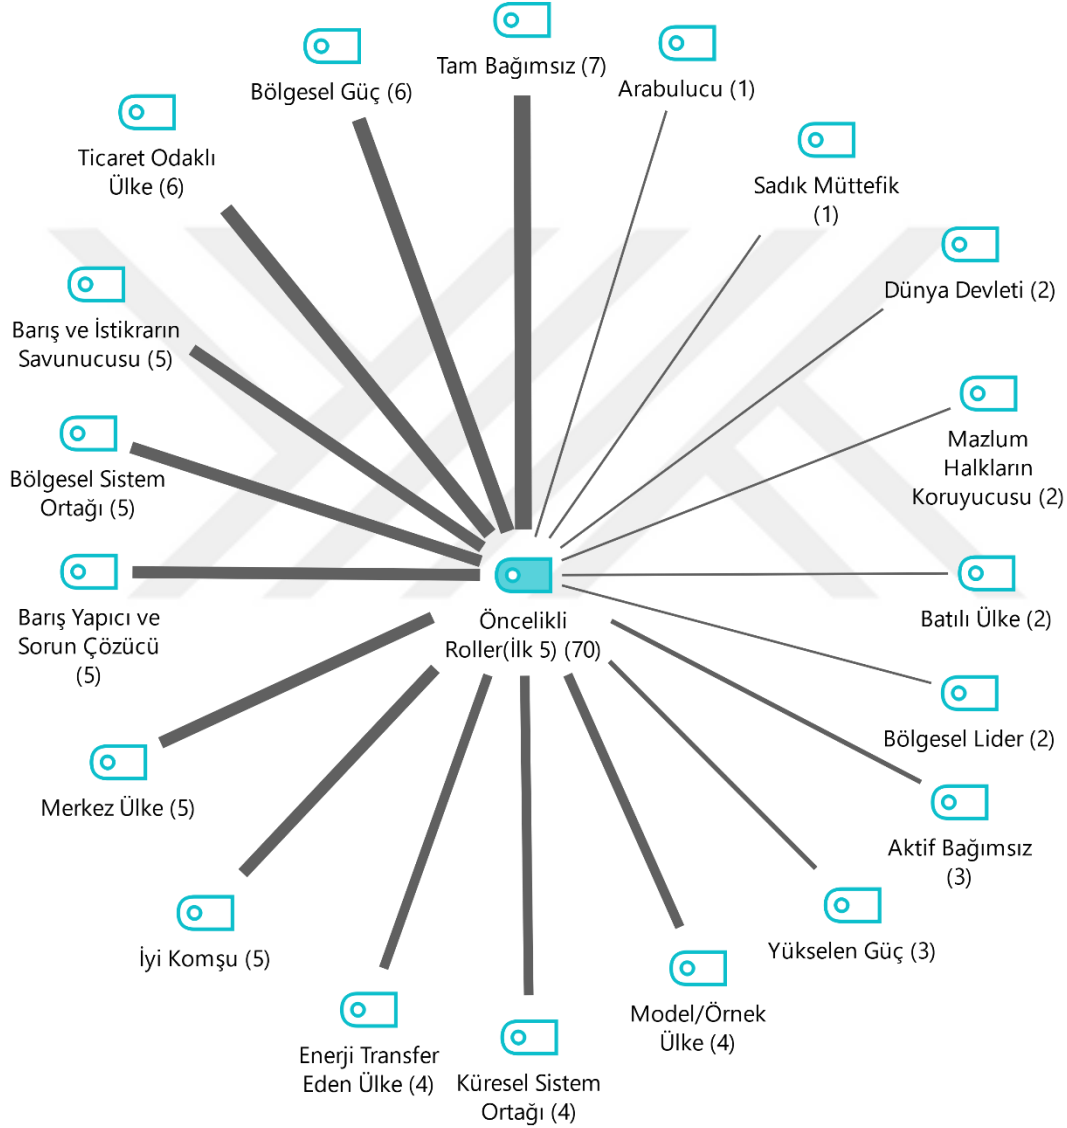 Tam Bağımsız (7)
Arabulucu (1)
Sadık Müttefik
(1)
Dünya Devleti (2)
Mazlum
Halkların
Koruyucusu (2)
Batılı Ülke (2)
Bölgesel Lider (2)
Aktif Bağımsız
(3)
Yükselen Güç (3)
Model/Örnek
Ülke (4)
Küresel Sistem
Ortağı (4)
Enerji Transfer
Eden Ülke (4)
İyi Komşu (5)
Merkez Ülke (5)
Barış Yapıcı ve
Sorun Çözücü
(5)
Bölgesel Sistem
Ortağı (5)
Barış ve İstikrarın
Savunucusu (5)
Ticaret Odaklı
Ülke (6)
Bölgesel Güç (6)
Öncelikli
Roller(İlk 5) (70)